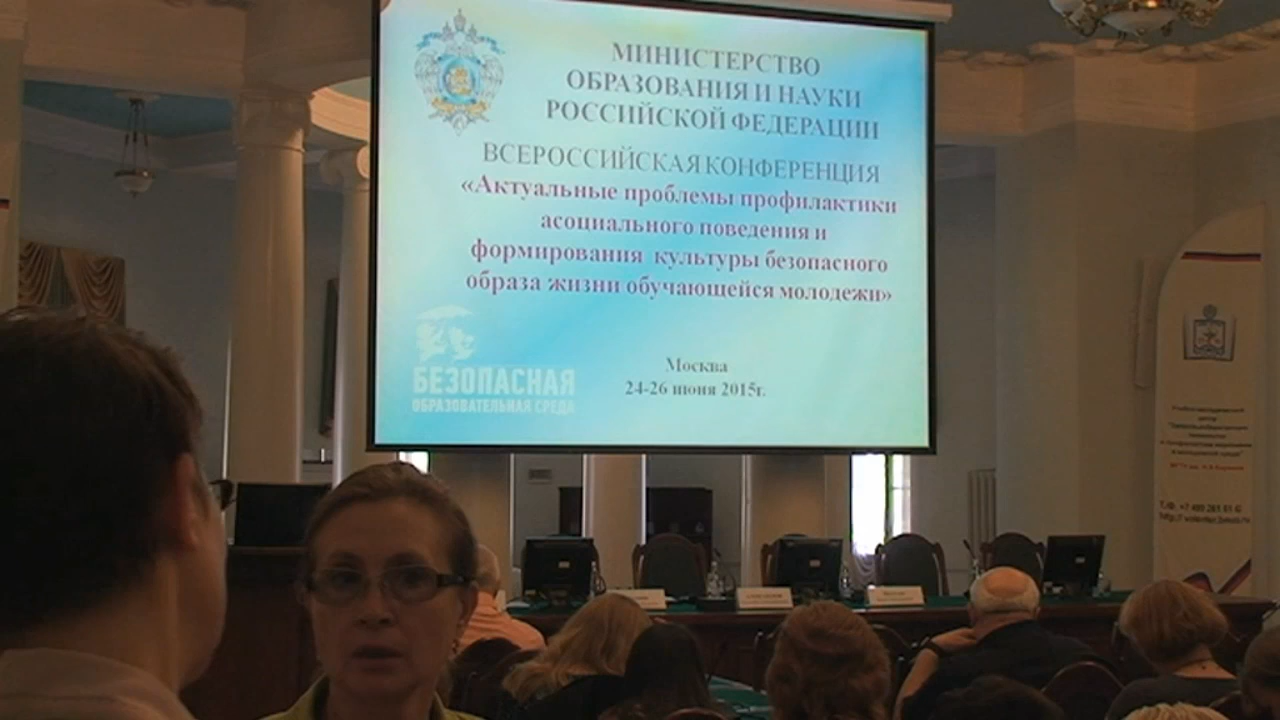 МИНИСТЕРСТВО
ОБРАЗОВАНИЯ И НАУКИ
РОССИЙСКОЙ ФЕДЕРАЦИИ
ВСЕРОССИЙСКАЯ КОНФЕРЕНЦИЯ
«Актуальные проблемы профилактики
асоциального поведения и
формирования культуры безопасного
образа жизни обучающейся молодежи»
Москва
24-26 июня 2015г.
БЕЗОПАСНАЯ
ОБРАЗОВАТЕЛЬНАЯ СРЕДА